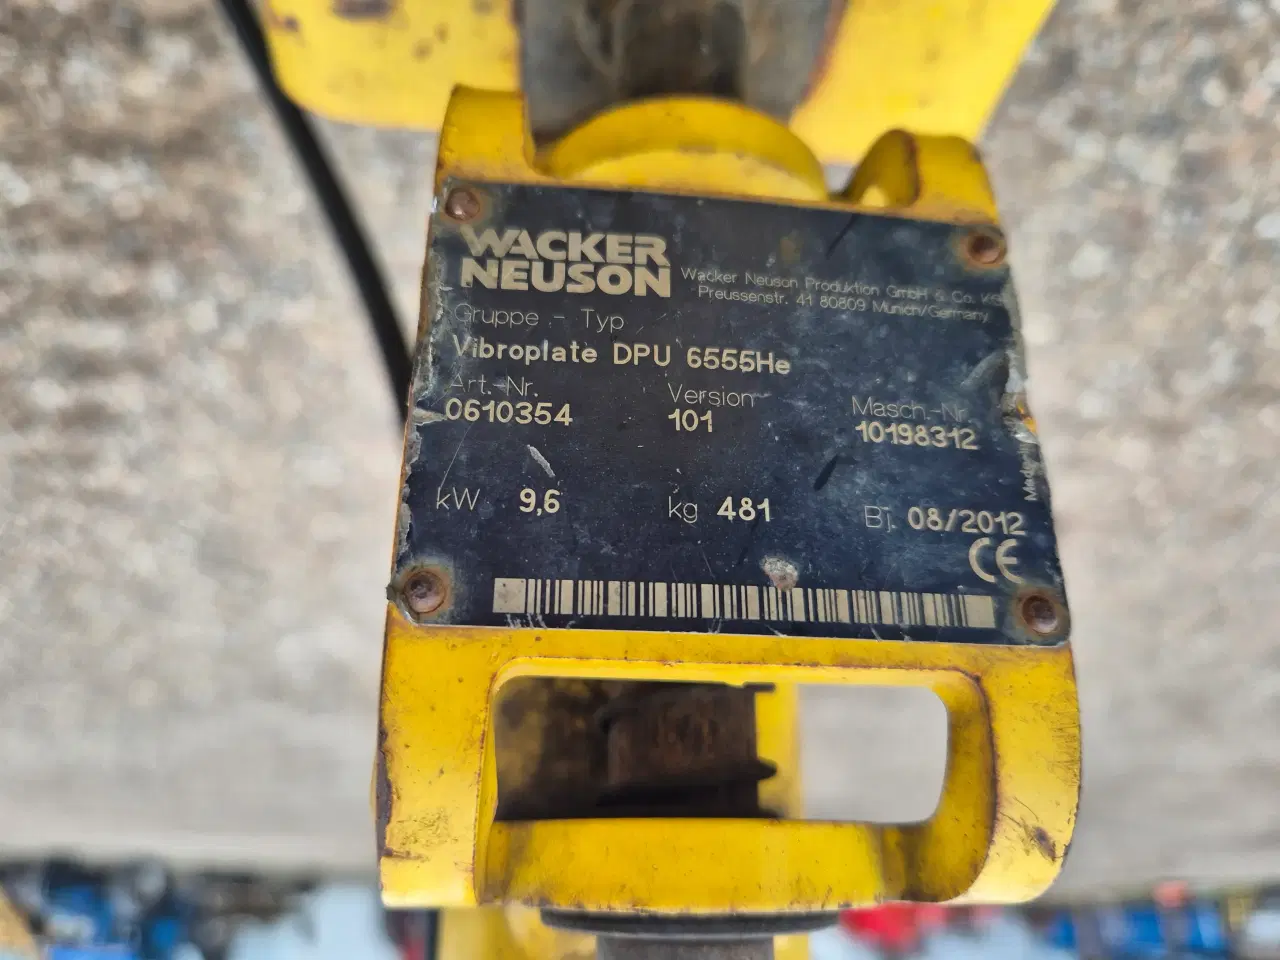 WACKER
NEUSON
Wacker Neuson Produktion GmbH & Co. KG
Preussenstr. 41 80809 Munich/Germany
Gruppe - Typ
Vibroplate DPU 6555He
Art.-Nr. Version Masch.-Nr.
0610354 101 10198312
kW 9,6 kg 481 Bj. 08/2012
CE